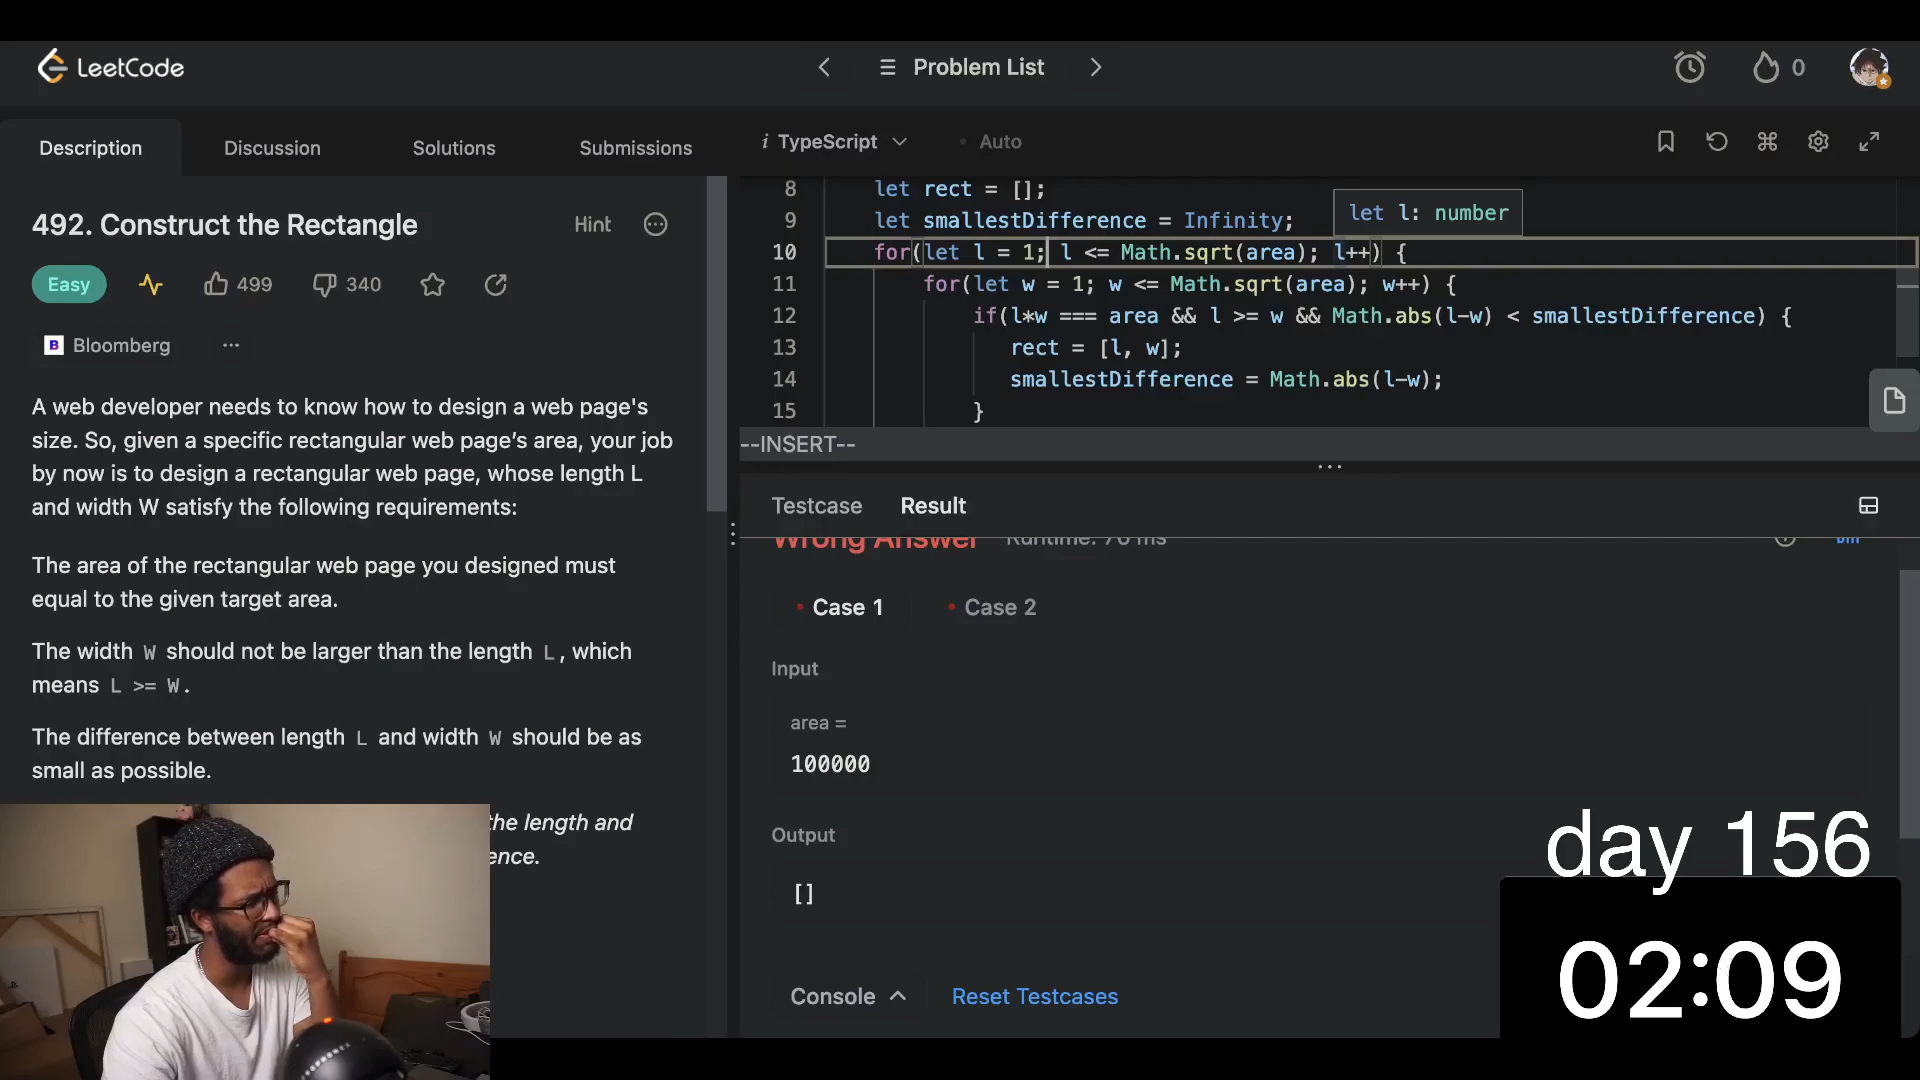 LeetCode
Problem List
0
Description
Discussion
Solutions
Submissions
i TypeScript
• Auto
492. Construct the Rectangle
Hint
Easy
499
340
B Bloomberg
...
A web developer needs to know how to design a web page's
size. So, given a specific rectangular web page’s area, your job
by now is to design a rectangular web page, whose length L
and width W satisfy the following requirements:
The area of the rectangular web page you designed must
equal to the given target area.
The width W should not be larger than the length L, which
means L >= W.
The difference between length L and width W should be as
small as possible.
the length and
ence.
8 let rect = [];
9 let smallestDifference = Infinity;
let l: number
10 for(let l = 1; l <= Math.sqrt(area); l++) {
11 for(let w = 1; w <= Math.sqrt(area); w++) {
12 if(l*w === area && l >= w && Math.abs(l-w) < smallestDifference) {
13 rect = [l, w];
14 smallestDifference = Math.abs(l-w);
15 }
--INSERT--
Testcase
Result
Wrong Answer
Runtime: 70 ms
• Case 1
• Case 2
Input
area =
100000
Output
[]
Console
Reset Testcases
day 156
02:09